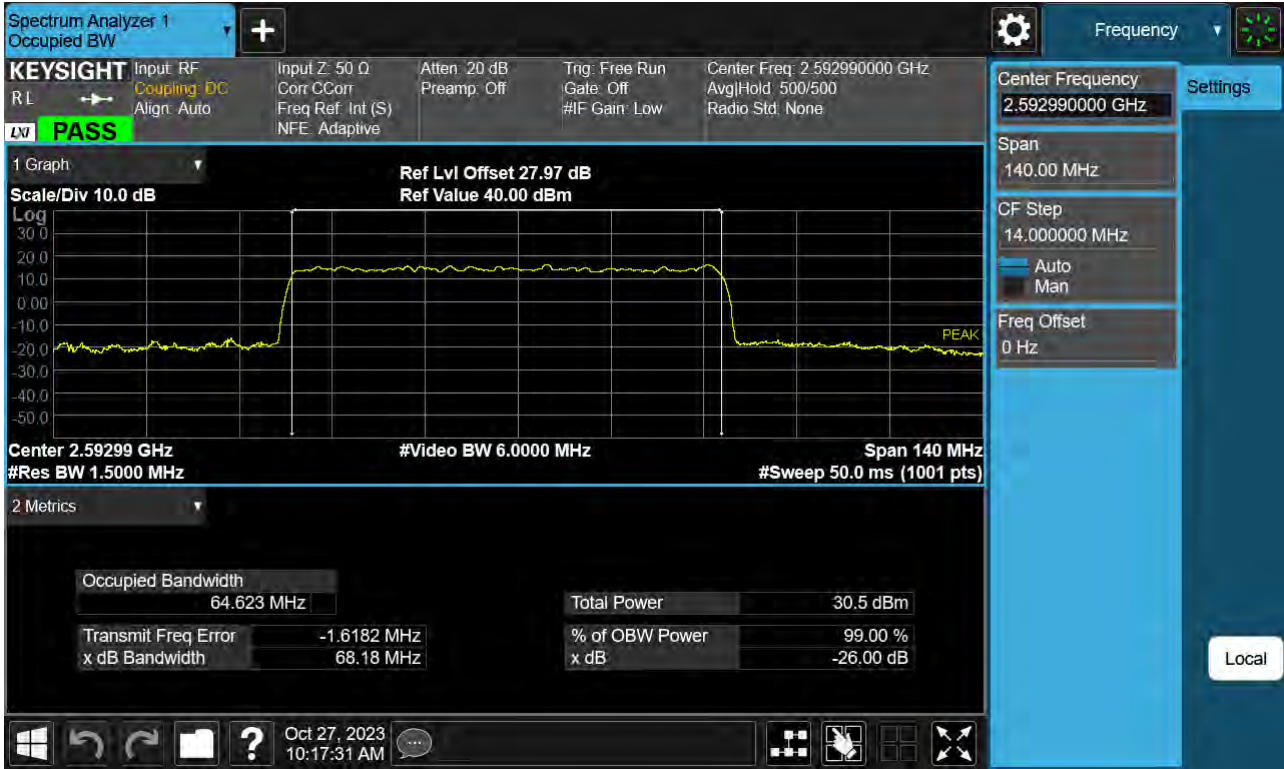 Spectrum Analyzer 1
Occupied BW
Frequency
KEYSIGHT
RL
LXI
PASS
Input: RF
Coupling: DC
Align: Auto
Input Z: 50 Ω
Corr CCorr
Freq Ref: Int (S)
NFE: Adaptive
Atten: 20 dB
Preamp: Off
Trig: Free Run
Gate: Off
#IF Gain: Low
Center Freq: 2.592990000 GHz
Avg|Hold: 500/500
Radio Std: None
1 Graph
Scale/Div 10.0 dB
Ref Lvl Offset 27.97 dB
Ref Value 40.00 dBm
Log
30.0
20.0
10.0
0.00
-10.0
-20.0
-30.0
-40.0
-50.0
PEAK
Center 2.59299 GHz
#Video BW 6.0000 MHz
Span 140 MHz
#Res BW 1.5000 MHz
#Sweep 50.0 ms (1001 pts)
2 Metrics
Occupied Bandwidth
64.623 MHz
Total Power 30.5 dBm
Transmit Freq Error -1.6182 MHz
% of OBW Power 99.00 %
x dB Bandwidth 68.18 MHz
x dB -26.00 dB
Center Frequency
2.592990000 GHz
Settings
Span
140.00 MHz
CF Step
14.000000 MHz
Auto
Man
Freq Offset
0 Hz
Local
?
Oct 27, 2023
10:17:31 AM